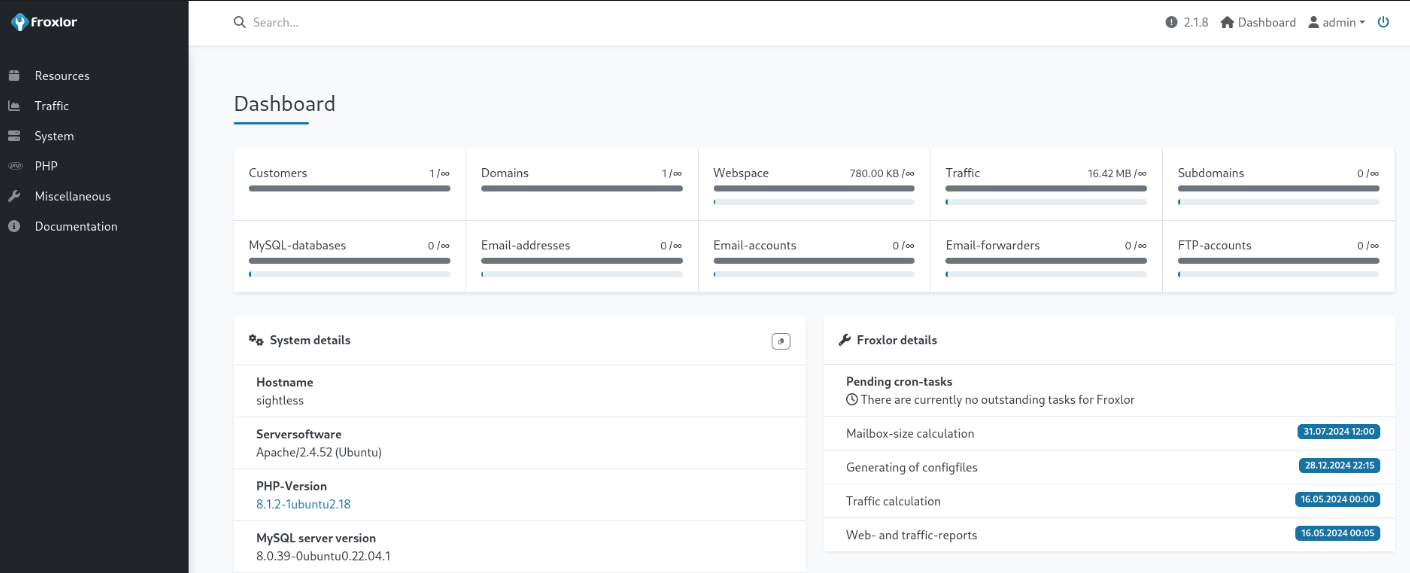 froxlor
Search...
2.1.8 Dashboard admin
Resources
Traffic
System
PHP
Miscellaneous
Documentation
Dashboard
Customers 1 /∞
Domains 1 /∞
Webspace 780.00 KB /∞
Traffic 16.42 MB /∞
Subdomains 0 /∞
MySQL-databases 0 /∞
Email-addresses 0 /∞
Email-accounts 0 /∞
Email-forwarders 0 /∞
FTP-accounts 0 /∞
System details
Hostname
sightless
Serversoftware
Apache/2.4.52 (Ubuntu)
PHP-Version
8.1.2-1ubuntu2.18
MySQL server version
8.0.39-0ubuntu0.22.04.1
Froxlor details
Pending cron-tasks
There are currently no outstanding tasks for Froxlor
Mailbox-size calculation 31.07.2024 12:00
Generating of configfiles 28.12.2024 22:15
Traffic calculation 16.05.2024 00:00
Web- and traffic-reports 16.05.2024 00:05